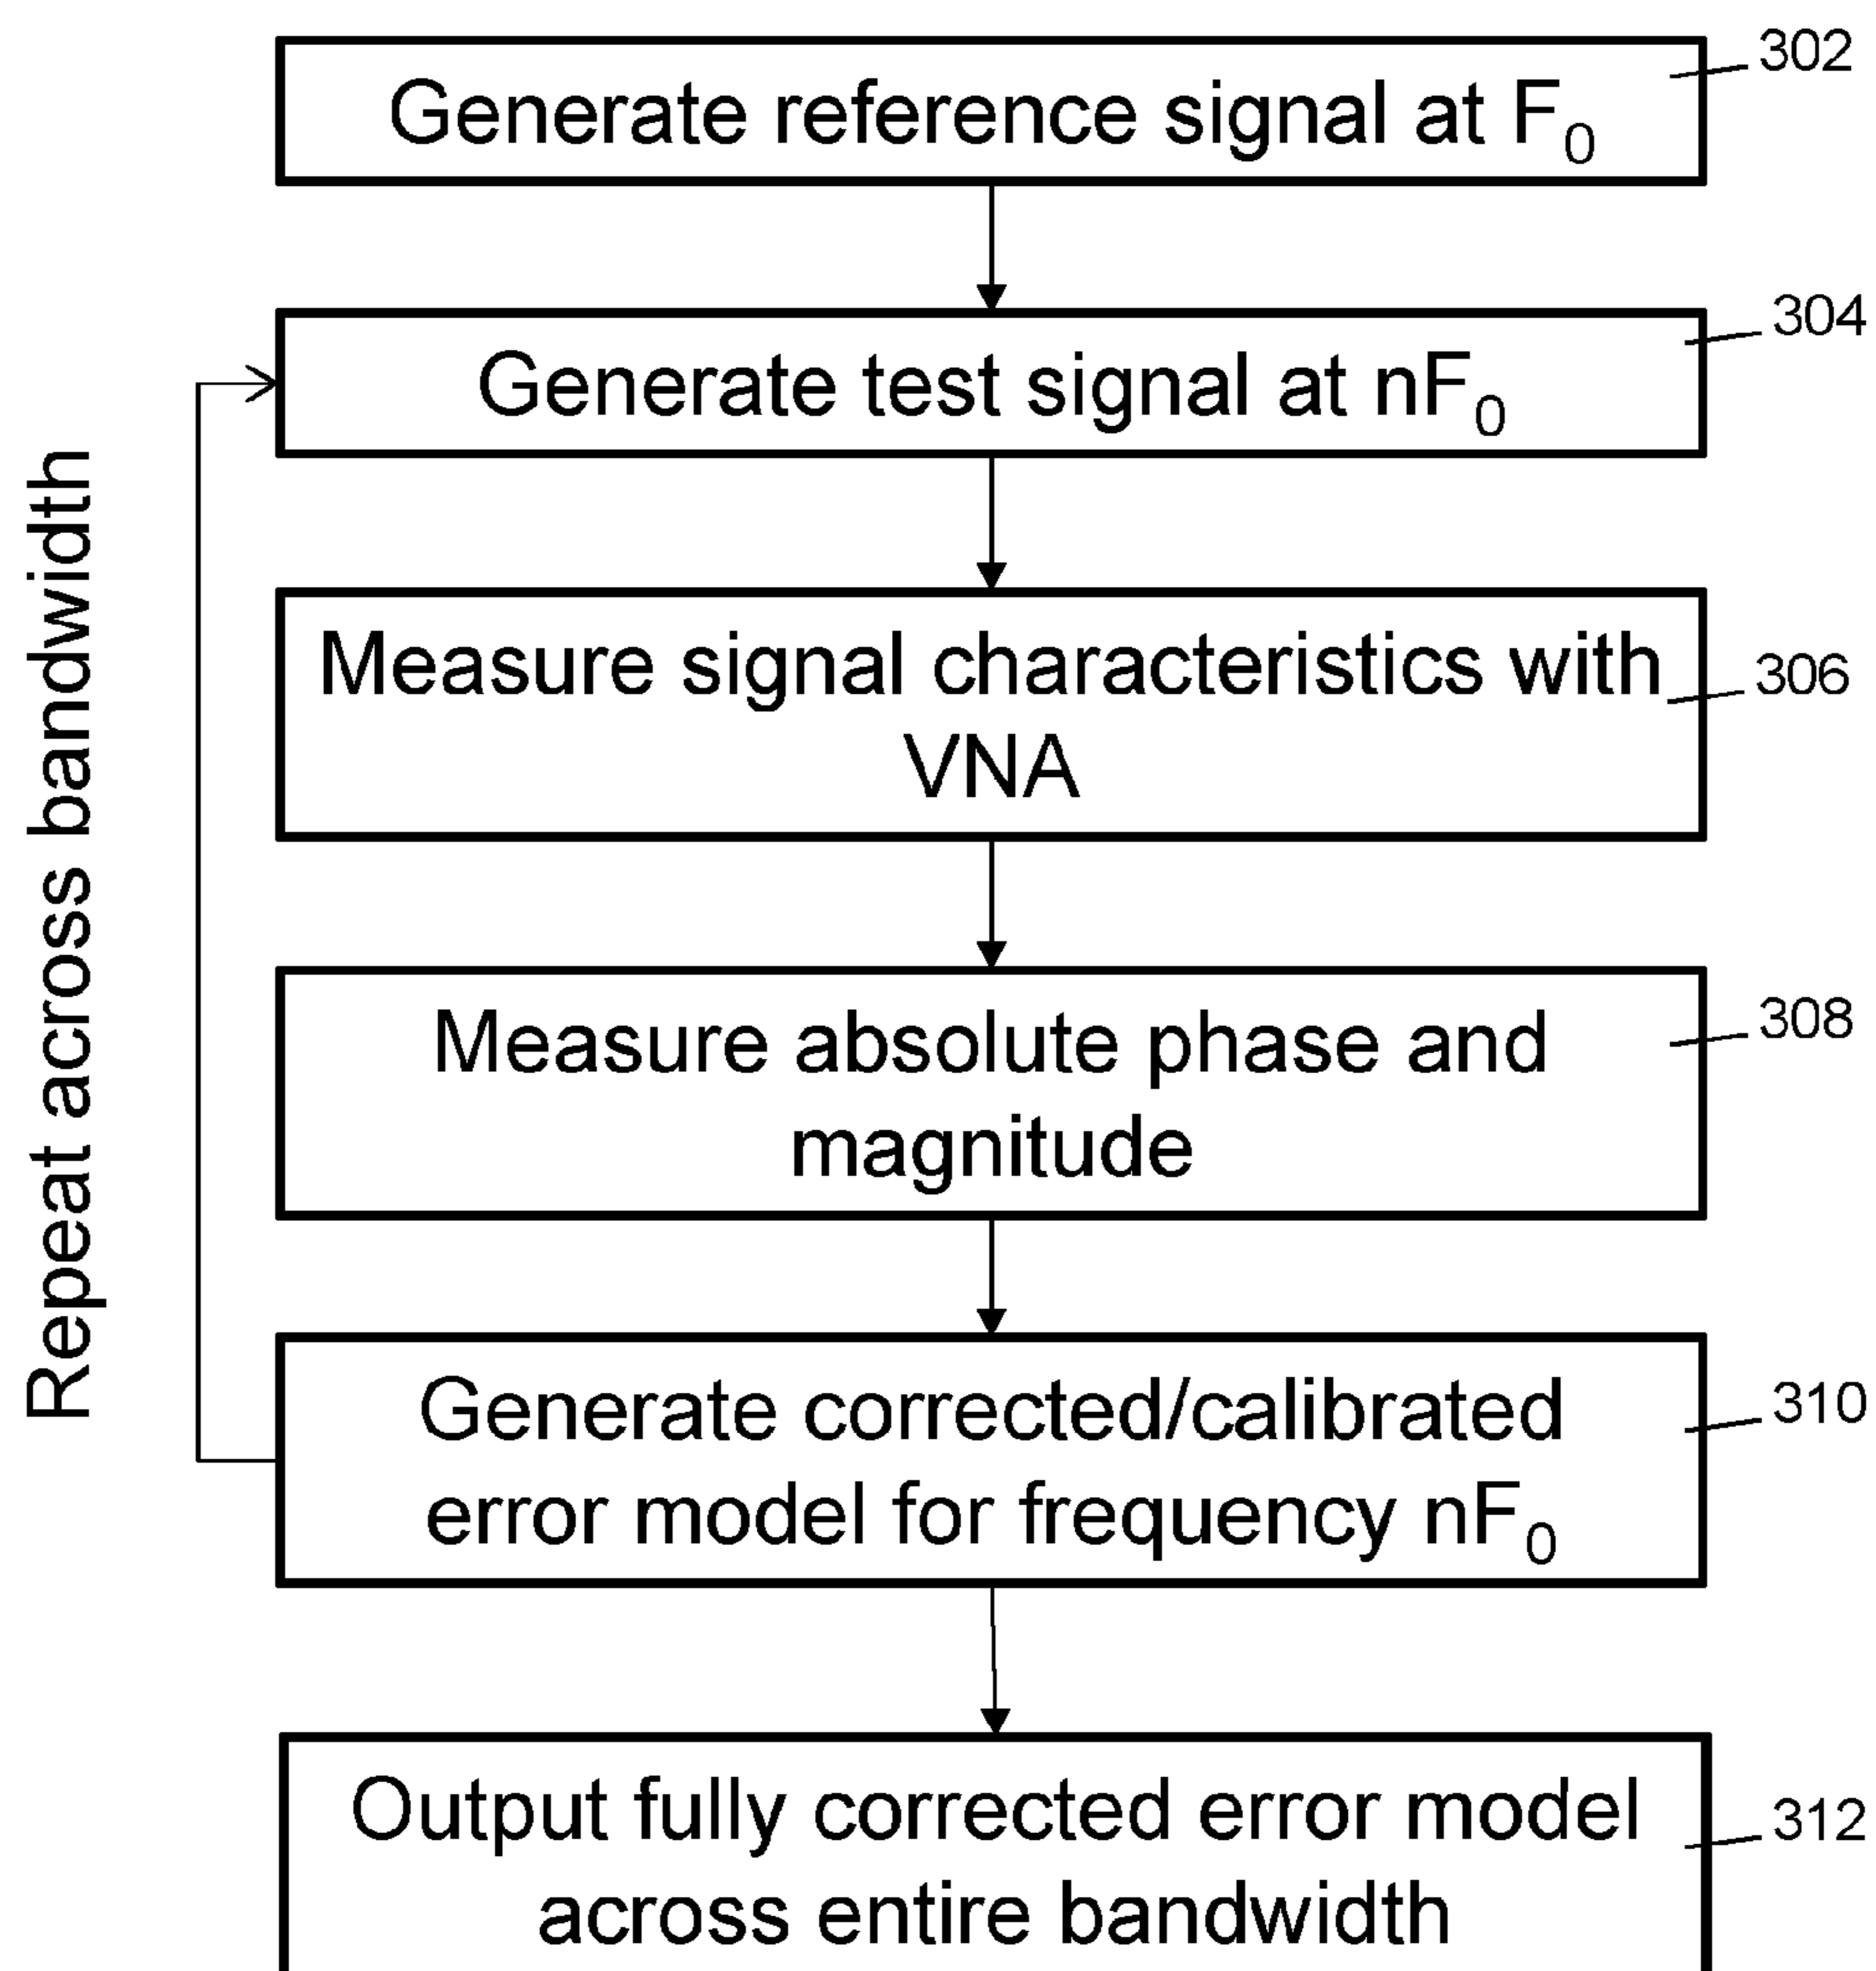 Generate reference signal at F₀
302
Generate test signal at nF₀
304
Measure signal characteristics with
VNA
306
Measure absolute phase and
magnitude
308
Generate corrected/calibrated
error model for frequency nF₀
310
Output fully corrected error model
across entire bandwidth
312
Repeat across bandwidth